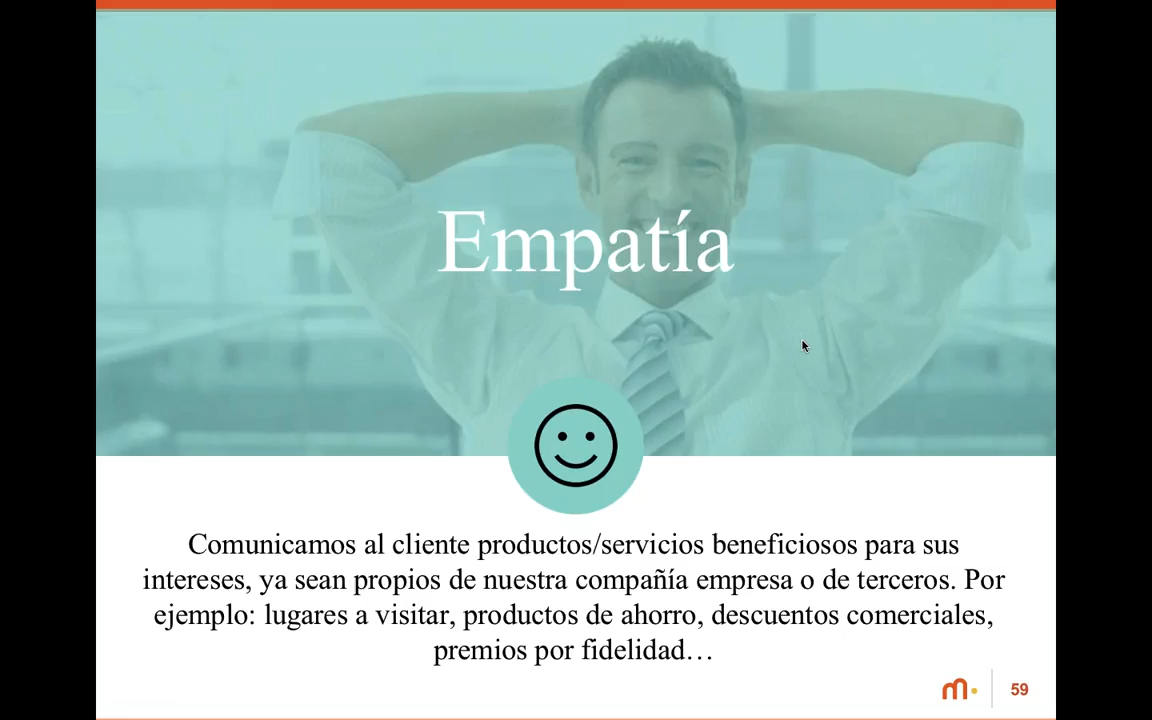 Empatía
Comunicamos al cliente productos/servicios beneficiosos para sus
intereses, ya sean propios de nuestra compañía empresa o de terceros. Por
ejemplo: lugares a visitar, productos de ahorro, descuentos comerciales,
premios por fidelidad…
m.
59